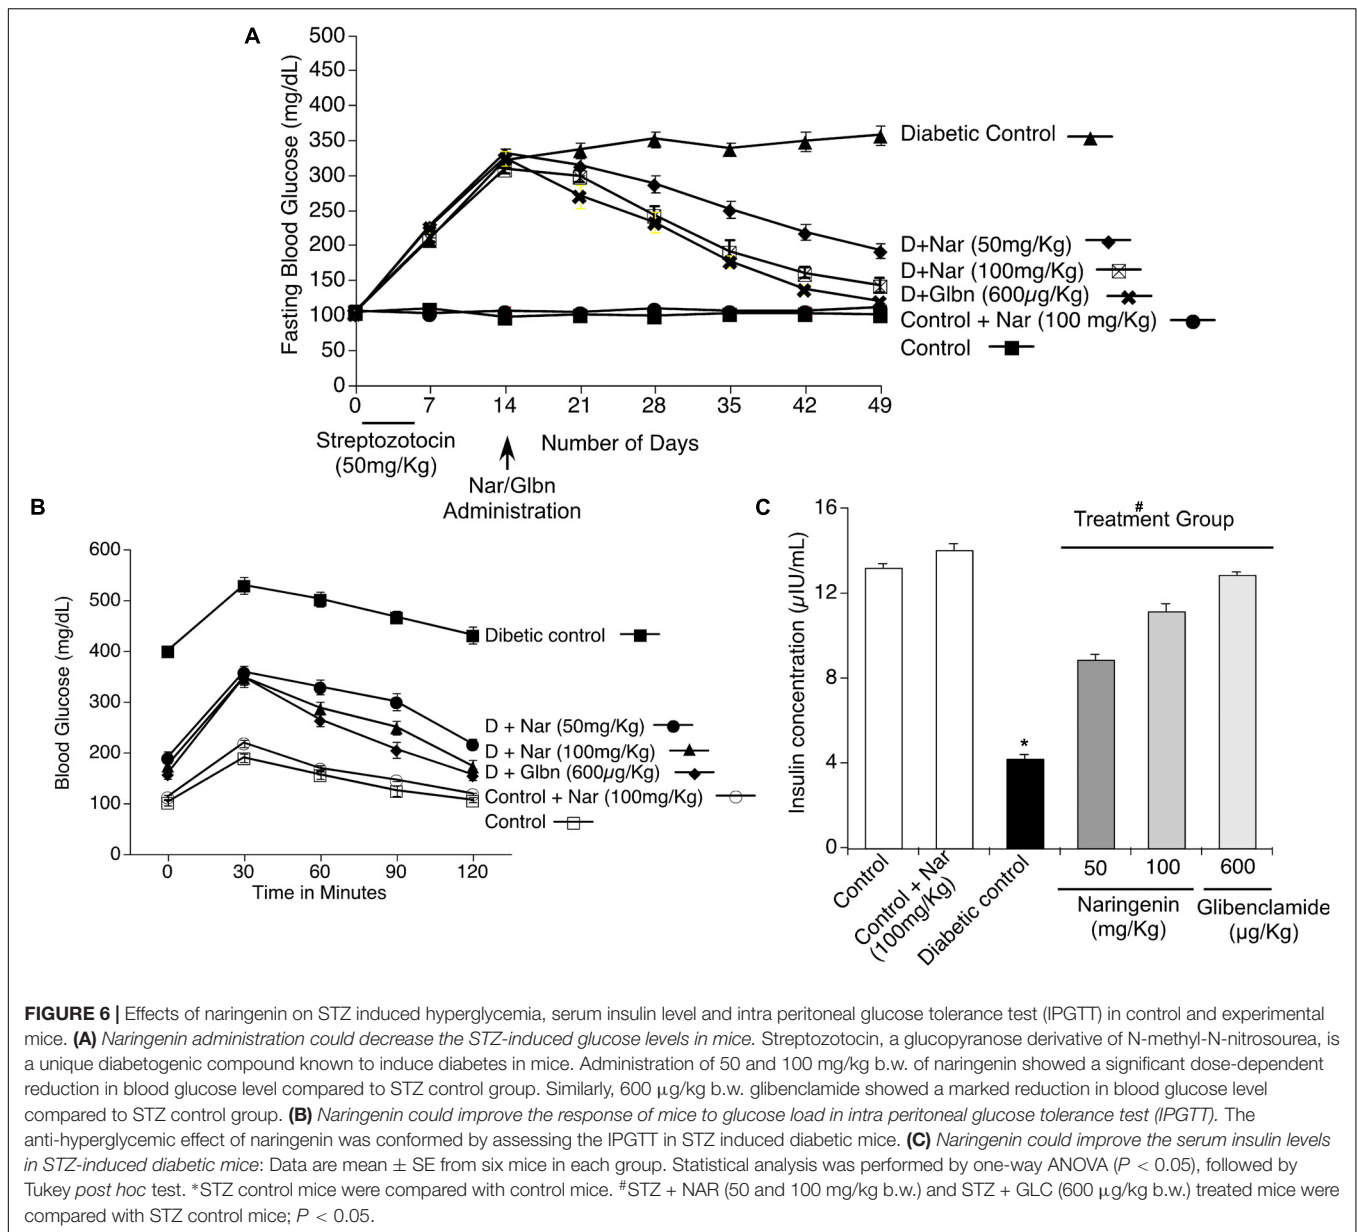 A
Fasting Blood Glucose (mg/dL)
500
450
400
350
300
250
200
150
100
50
0
0 7 14 21 28 35 42 49
Diabetic Control
D+Nar (50mg/Kg)
D+Nar (100mg/Kg)
D+Glbn (600µg/Kg)
Control + Nar (100 mg/Kg)
Control
Streptozotocin
(50mg/Kg)
Number of Days
Nar/Glbn
Administration
B
Blood Glucose (mg/dL)
600
500
400
300
200
100
0
0 30 60 90 120
Time in Minutes
Dibetic control
D + Nar (50mg/Kg)
D + Nar (100mg/Kg)
D + Glbn (600µg/Kg)
Control + Nar (100mg/Kg)
Control
C
Insulin concentration (µIU/mL)
16
12
8
4
0
#
Treatment Group
*
Control
Control + Nar
(100mg/Kg)
Diabetic control
50 100 600
Naringenin
(mg/Kg)
Glibenclamide
(µg/Kg)
FIGURE 6 | Effects of naringenin on STZ induced hyperglycemia, serum insulin level and intra peritoneal glucose tolerance test (IPGTT) in control and experimental
mice. (A) Naringenin administration could decrease the STZ-induced glucose levels in mice. Streptozotocin, a glucopyranose derivative of N-methyl-N-nitrosourea, is
a unique diabetogenic compound known to induce diabetes in mice. Administration of 50 and 100 mg/kg b.w. of naringenin showed a significant dose-dependent
reduction in blood glucose level compared to STZ control group. Similarly, 600 µg/kg b.w. glibenclamide showed a marked reduction in blood glucose level
compared to STZ control group. (B) Naringenin could improve the response of mice to glucose load in intra peritoneal glucose tolerance test (IPGTT). The
anti-hyperglycemic effect of naringenin was conformed by assessing the IPGTT in STZ induced diabetic mice. (C) Naringenin could improve the serum insulin levels
in STZ-induced diabetic mice: Data are mean ± SE from six mice in each group. Statistical analysis was performed by one-way ANOVA (P < 0.05), followed by
Tukey post hoc test. *STZ control mice were compared with control mice. #STZ + NAR (50 and 100 mg/kg b.w.) and STZ + GLC (600 µg/kg b.w.) treated mice were
compared with STZ control mice; P < 0.05.